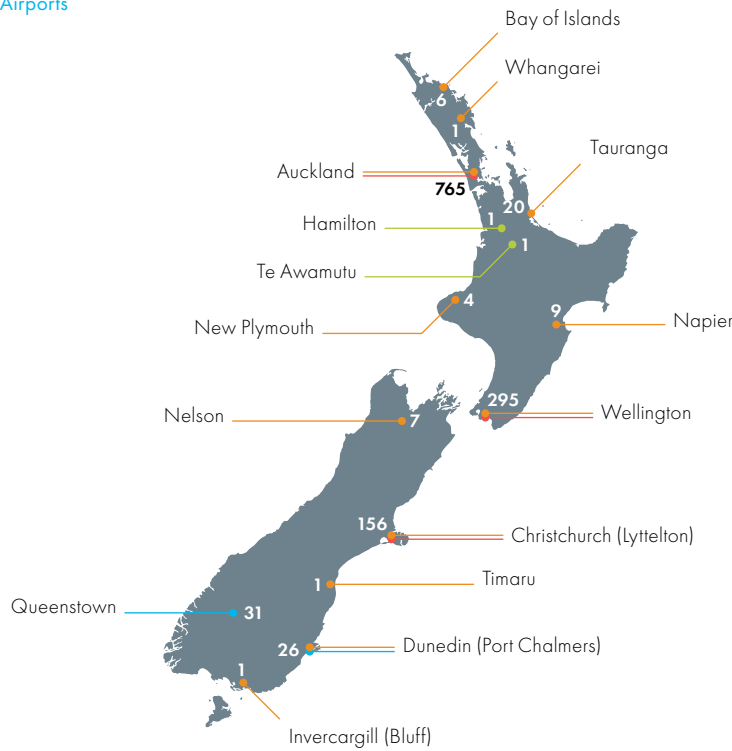 Airports
Bay of Islands
6
Whangarei
1
Auckland
765
Tauranga
20
Hamilton
1
Te Awamutu
1
New Plymouth
4
Napier
9
Nelson
7
295
Wellington
156
Christchurch (Lyttelton)
Timaru
1
Queenstown
31
26
Dunedin (Port Chalmers)
1
Invercargill (Bluff)